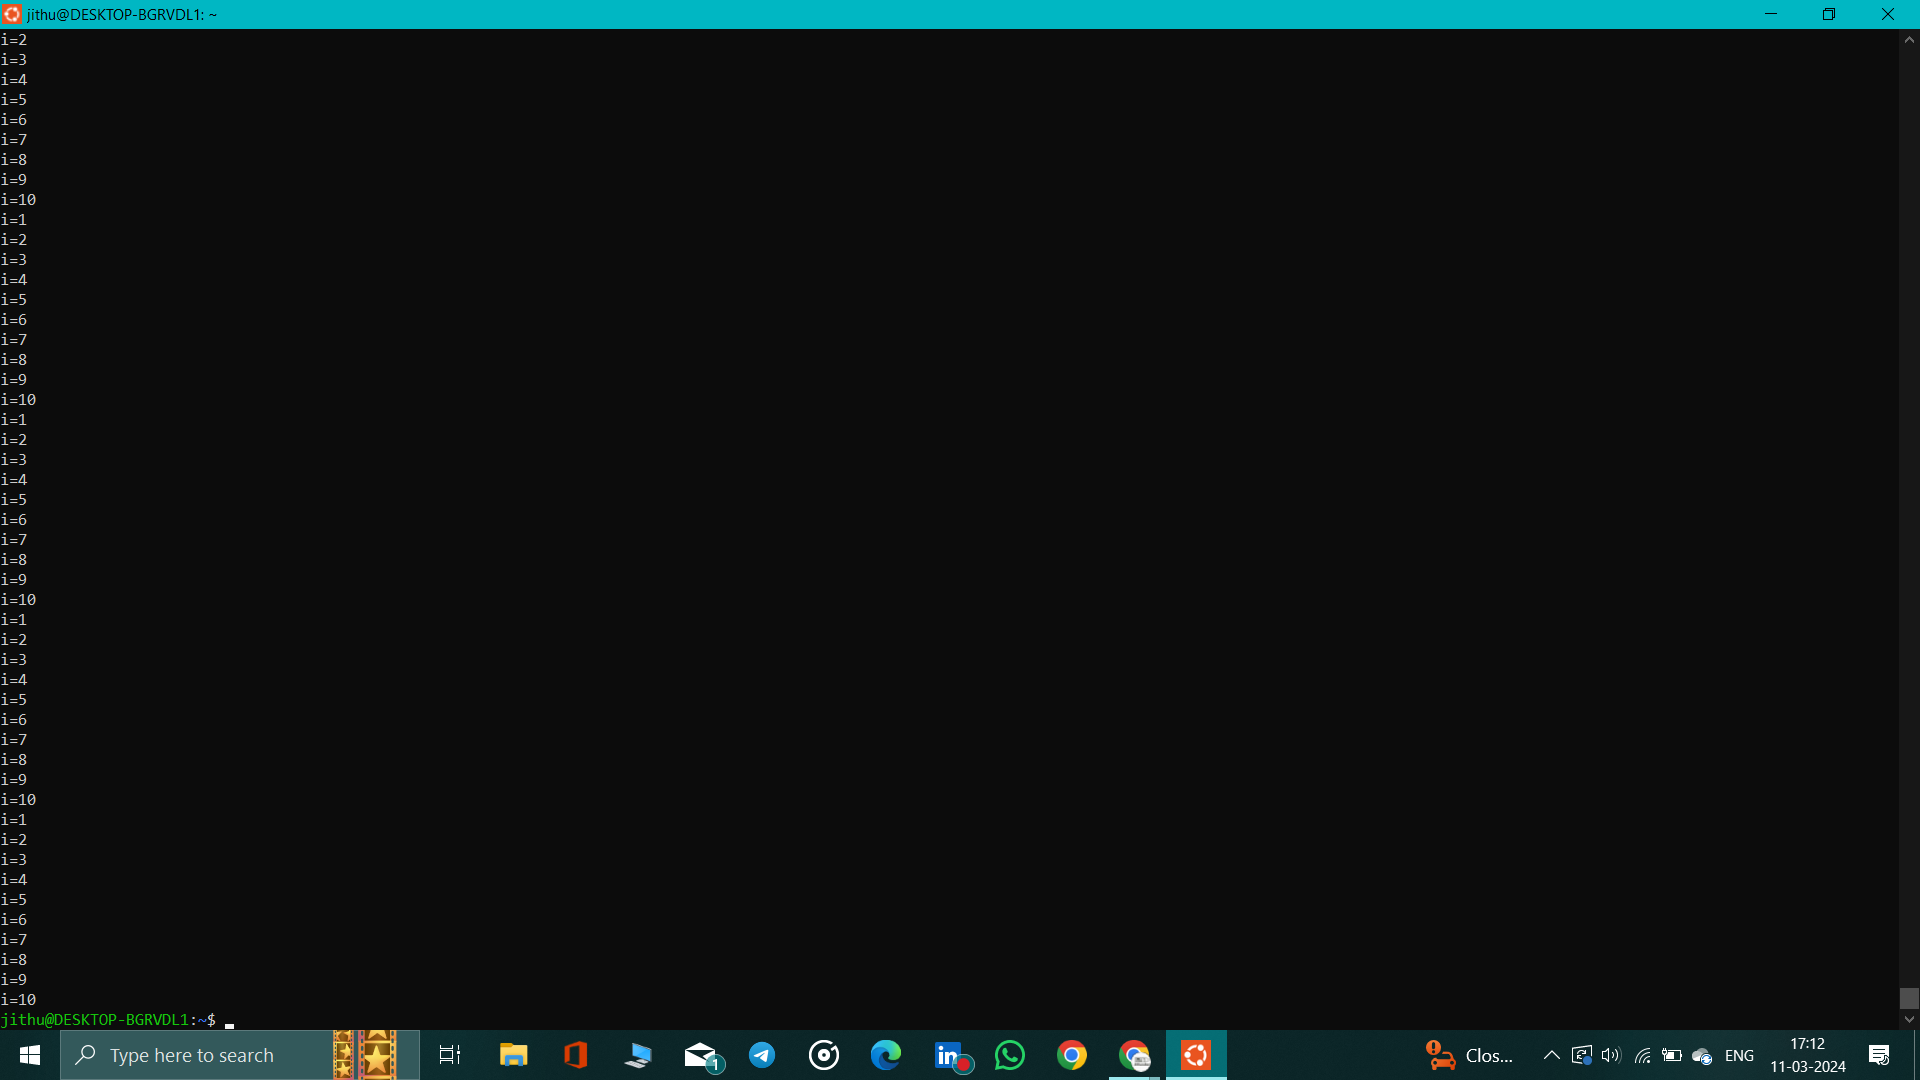 jithu@DESKTOP-BGRVDL1: ~
i=2
i=3
i=4
i=5
i=6
i=7
i=8
i=9
i=10
i=1
i=2
i=3
i=4
i=5
i=6
i=7
i=8
i=9
i=10
i=1
i=2
i=3
i=4
i=5
i=6
i=7
i=8
i=9
i=10
i=1
i=2
i=3
i=4
i=5
i=6
i=7
i=8
i=9
i=10
i=1
i=2
i=3
i=4
i=5
i=6
i=7
i=8
i=9
i=10
jithu@DESKTOP-BGRVDL1:~$
Type here to search
1
in
Clos...
ENG
17:12
11-03-2024